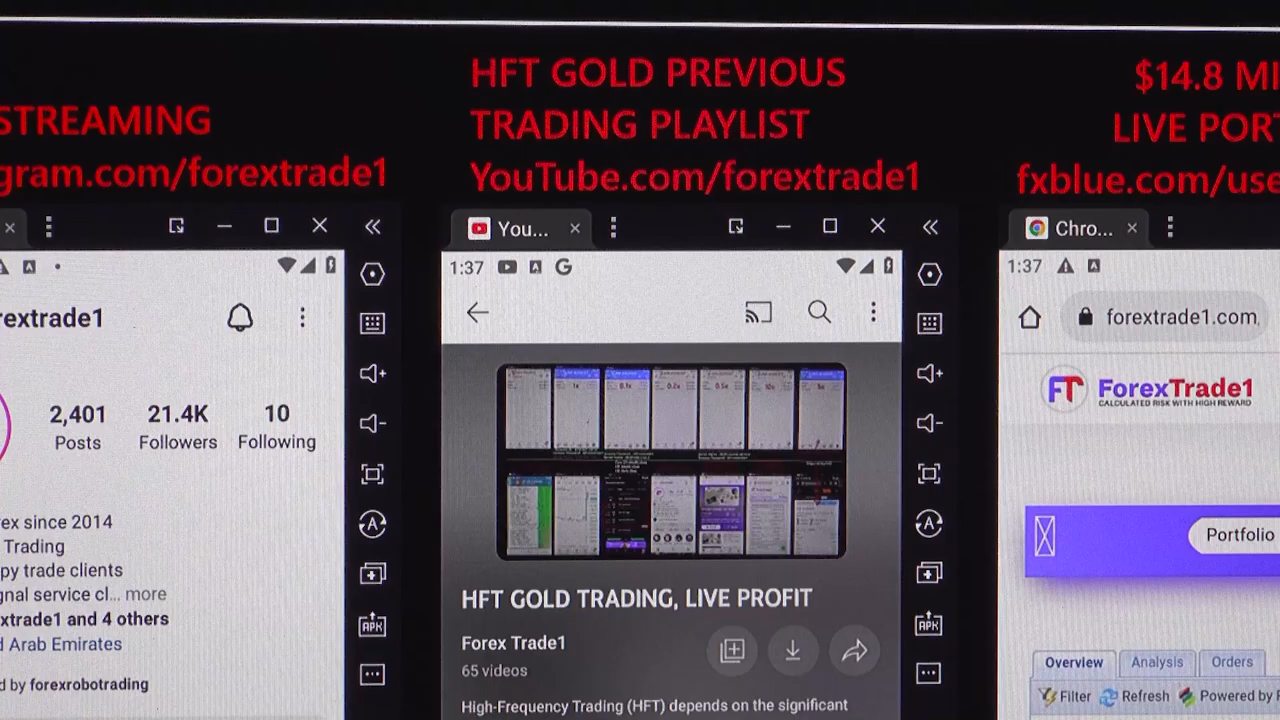 STREAMING
gram.com/forextrade1
HFT GOLD PREVIOUS
TRADING PLAYLIST
YouTube.com/forextrade1
$14.8 MI
LIVE PORT
fxblue.com/use
rextrade1
2,401
Posts
21.4K
Followers
10
Following
ex since 2014
Trading
py trade clients
gnal service cl... more
xtrade1 and 4 others
d Arab Emirates
d by forexrobotrading
You...
1:37
HFT GOLD TRADING, LIVE PROFIT
Forex Trade1
65 videos
High-Frequency Trading (HFT) depends on the significant
Chro...
1:37
forextrade1.com
FT ForexTrade1
CALCULATED RISK WITH HIGH REWARD
Portfolio
Overview Analysis Orders
Filter Refresh Powered by F